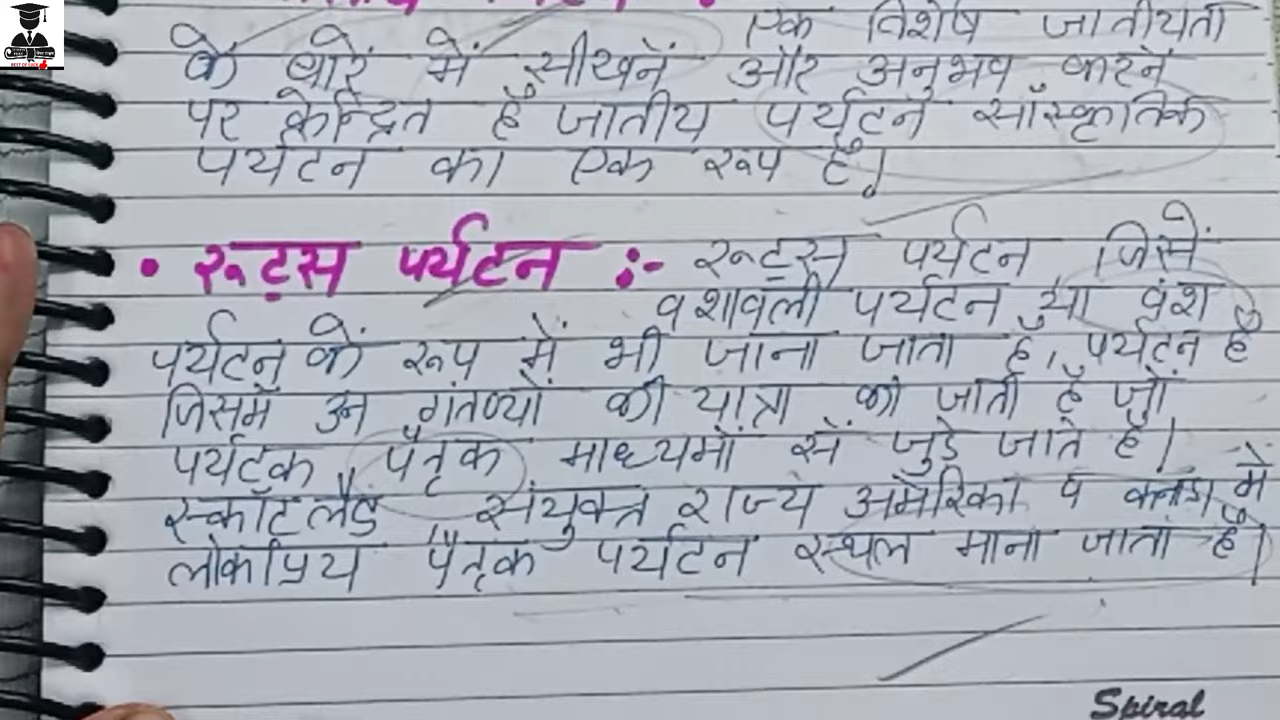 एक विशेष जातीयता
के बारें में सीखनें और अनुभव करने
पर केन्द्रित है जातीय पर्यटन साँस्कृतिक
पर्यटन का एक रूप है।
• रूट्स पर्यटन :- रूट्स पर्यटन जिसें
वशावली पर्यटन या वंश
पर्यटन कें रूप में भी जाना जाता है, पर्यटन है
जिसमें उन गंतव्यों की यात्रा की जाती है जों
पर्यटक पैतृक माध्यमों सें जुडे जाते है।
स्कॉटलैंड संयुक्त राज्य अमेरिका व कनाडा में
लोकप्रिय पैतृक पर्यटन स्थल माना जाता है।
Spiral